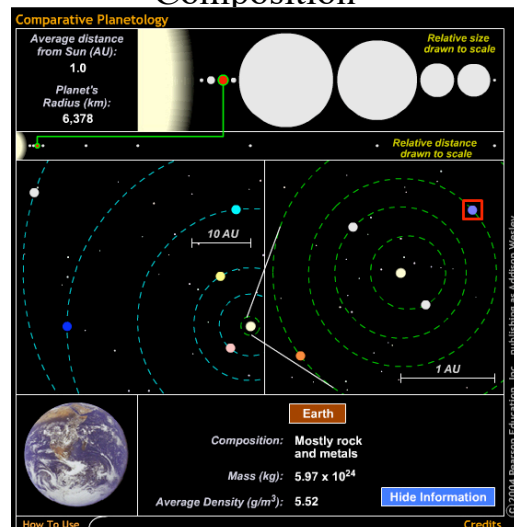 Composition
Comparative Planetology
Average distance
from Sun (AU):
1.0
Planet's
Radius (km):
6,378
Relative size
drawn to scale
Relative distance
drawn to scale
10 AU
1 AU
Earth
Composition: Mostly rock
and metals
Mass (kg): 5.97 x 10²⁴
Average Density (g/m³): 5.52
Hide Information
How To Use
Credits
©2004 Pearson Education, Inc., publishing as Addison Wesley